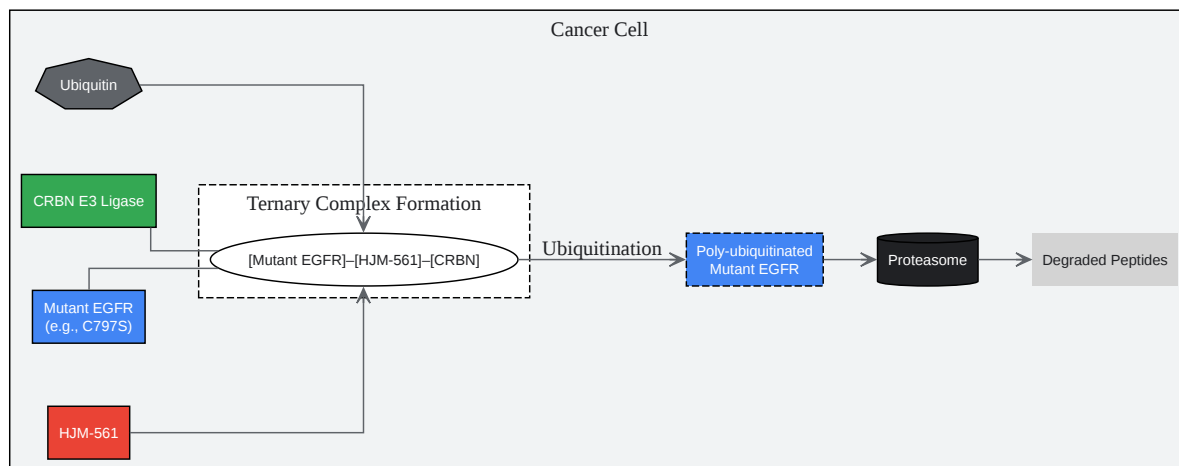 Cancer Cell
Ubiquitin
CRBN E3 Ligase
Ternary Complex Formation
[Mutant EGFR]–[HJM-561]–[CRBN]
Ubiquitination
Poly-ubiquitinated
Mutant EGFR
Proteasome
Degraded Peptides
Mutant EGFR
(e.g., C797S)
HJM-561